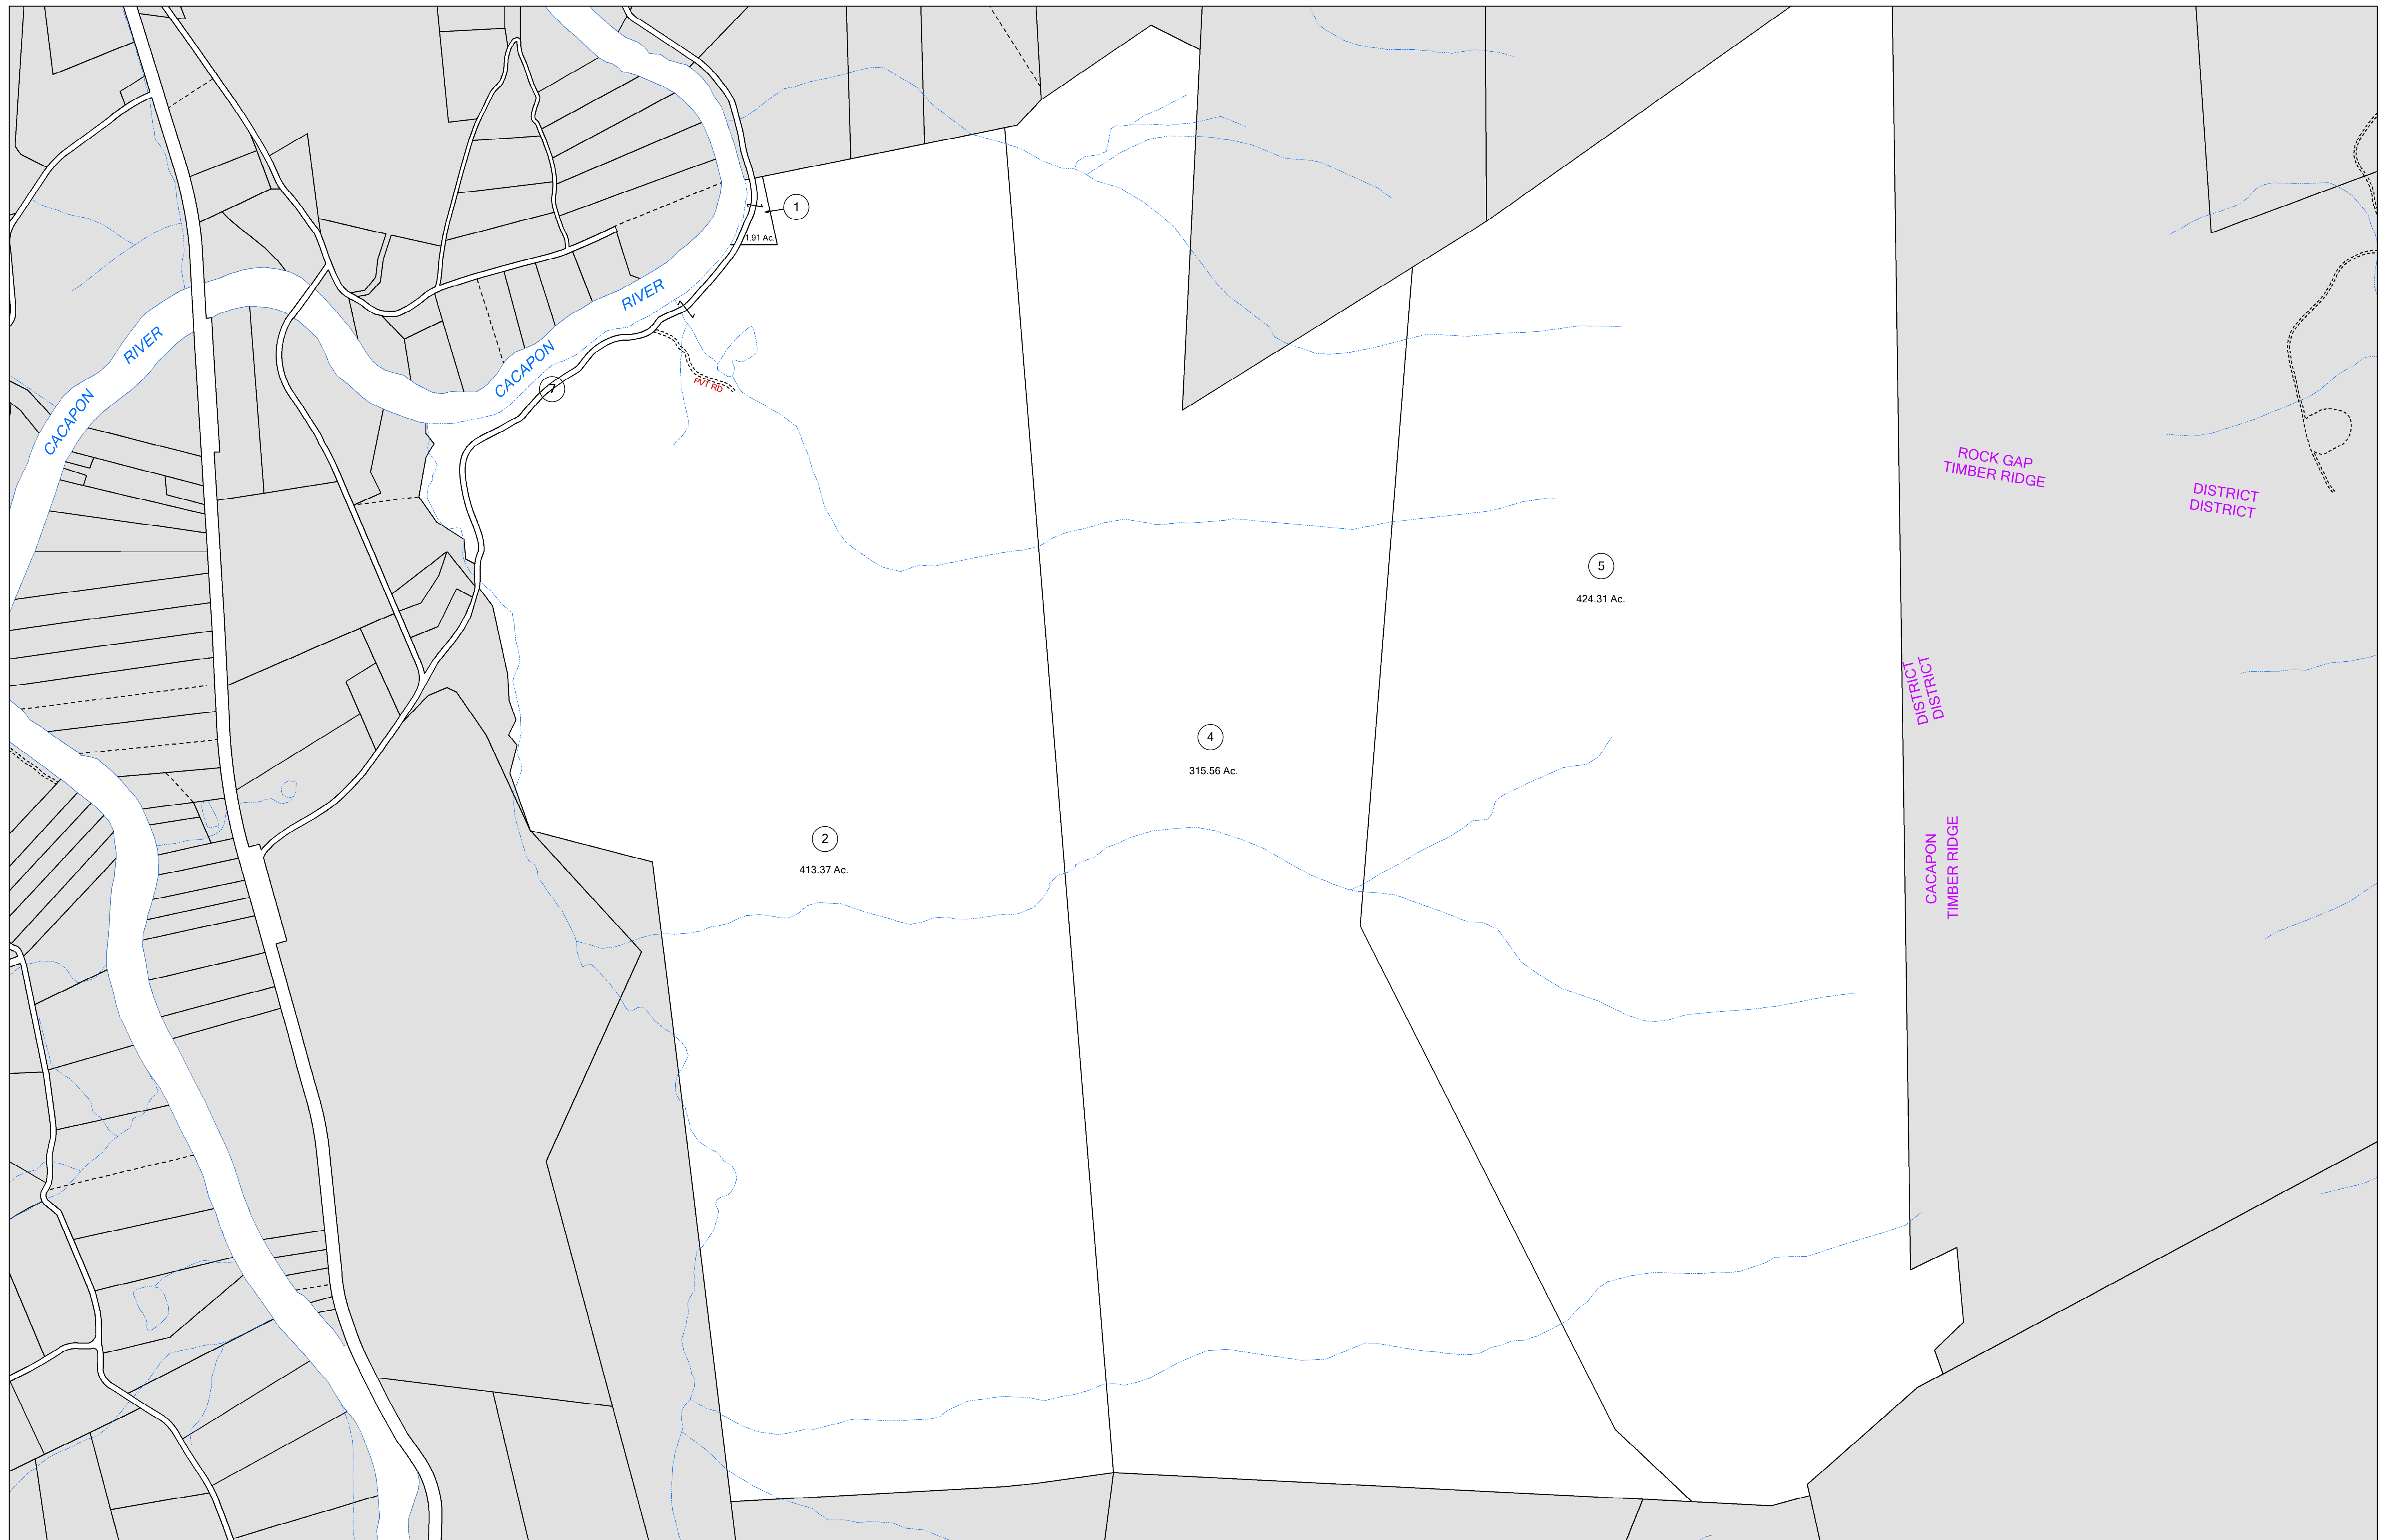 1
1.91 Ac.
RIVER
RIVER
CACAPON
7
PVT RD
CACAPON
ROCK GAP
TIMBER RIDGE
DISTRICT
DISTRICT
5
424.31 Ac.
DISTRICT
DISTRICT
4
315.56 Ac.
2
413.37 Ac.
CACAPON
TIMBER RIDGE